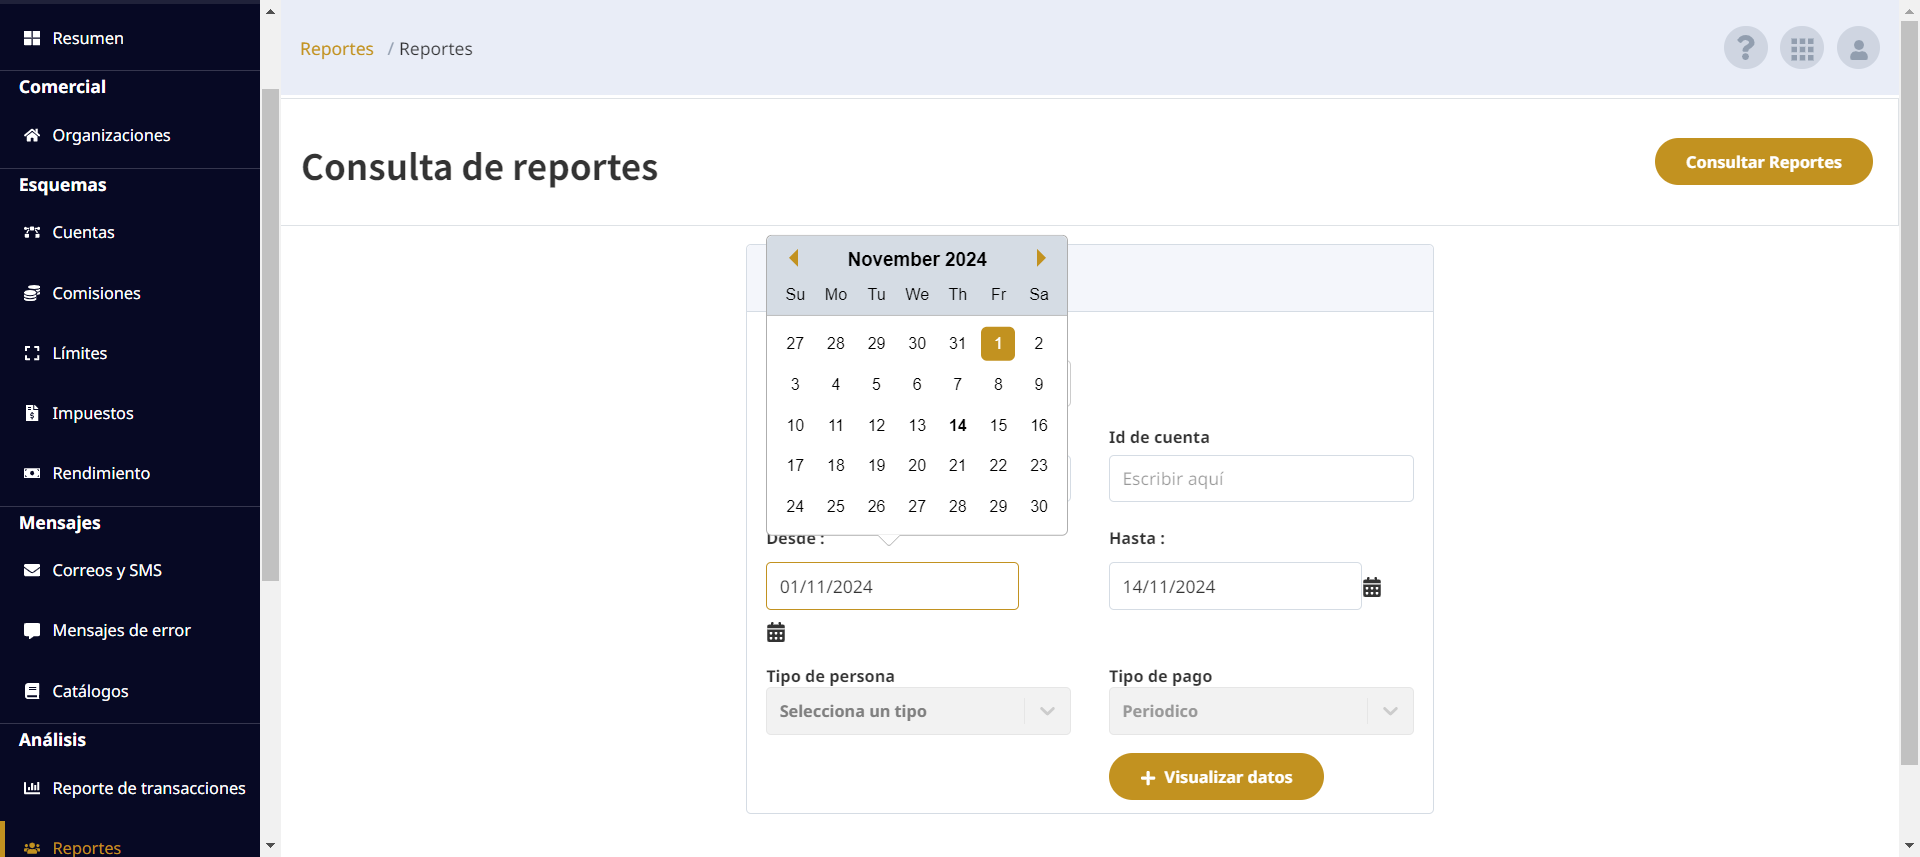 Resumen
Comercial
Organizaciones
Esquemas
Cuentas
Comisiones
Límites
Impuestos
Rendimiento
Mensajes
Correos y SMS
Mensajes de error
Catálogos
Análisis
Reporte de transacciones
Reportes
Reportes / Reportes
?
Consulta de reportes
Consultar Reportes
November 2024
Su Mo Tu We Th Fr Sa
27 28 29 30 31 1 2
3 4 5 6 7 8 9
10 11 12 13 14 15 16
17 18 19 20 21 22 23
24 25 26 27 28 29 30
Id de cuenta
Escribir aquí
Desde :
01/11/2024
Hasta :
14/11/2024
Tipo de persona
Selecciona un tipo
Tipo de pago
Periodico
+ Visualizar datos